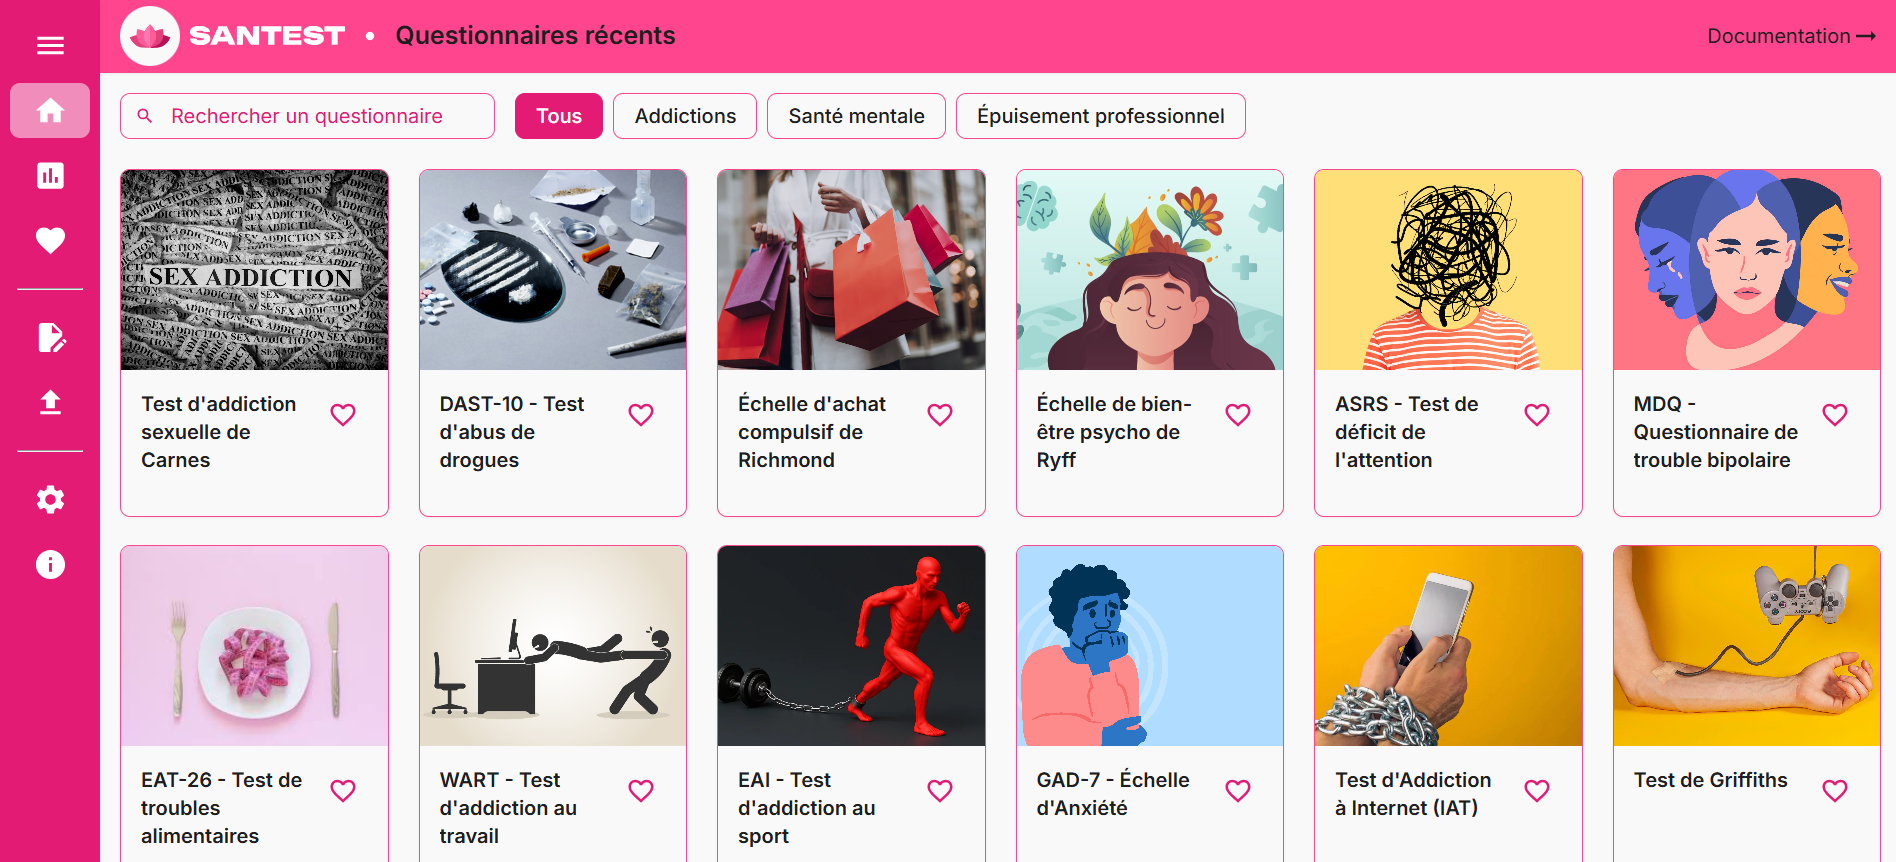 SANTEST • Questionnaires récents
Documentation →
Rechercher un questionnaire
Tous
Addictions
Santé mentale
Épuisement professionnel
SEX ADDICTION
Test d'addiction
sexuelle de
Carnes
DAST-10 - Test
d'abus de
drogues
Échelle d'achat
compulsif de
Richmond
Échelle de bien-
être psycho de
Ryff
ASRS - Test de
déficit de
l'attention
MDQ -
Questionnaire de
trouble bipolaire
EAT-26 - Test de
troubles
alimentaires
WART - Test
d'addiction au
travail
EAI - Test
d'addiction au
sport
GAD-7 - Échelle
d'Anxiété
Test d'Addiction
à Internet (IAT)
Test de Griffiths